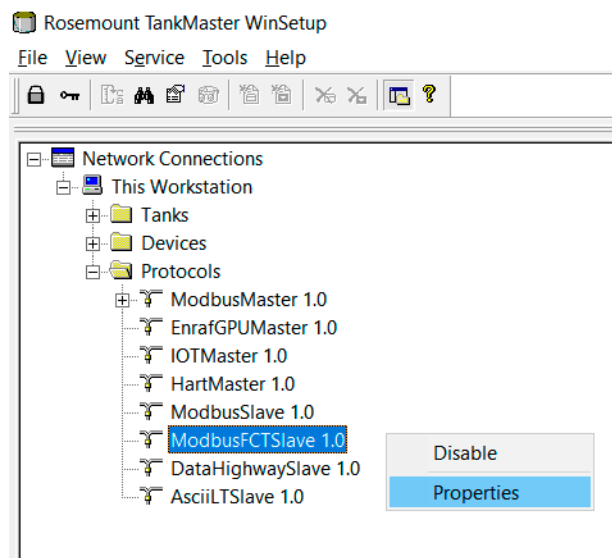 Rosemount TankMaster WinSetup
File View Service Tools Help
Network Connections
This Workstation
Tanks
Devices
Protocols
ModbusMaster 1.0
EnrafGPUMaster 1.0
IOTMaster 1.0
HartMaster 1.0
ModbusSlave 1.0
ModbusFCTSlave 1.0
Disable
DataHighwaySlave 1.0
Properties
AsciiLTSlave 1.0